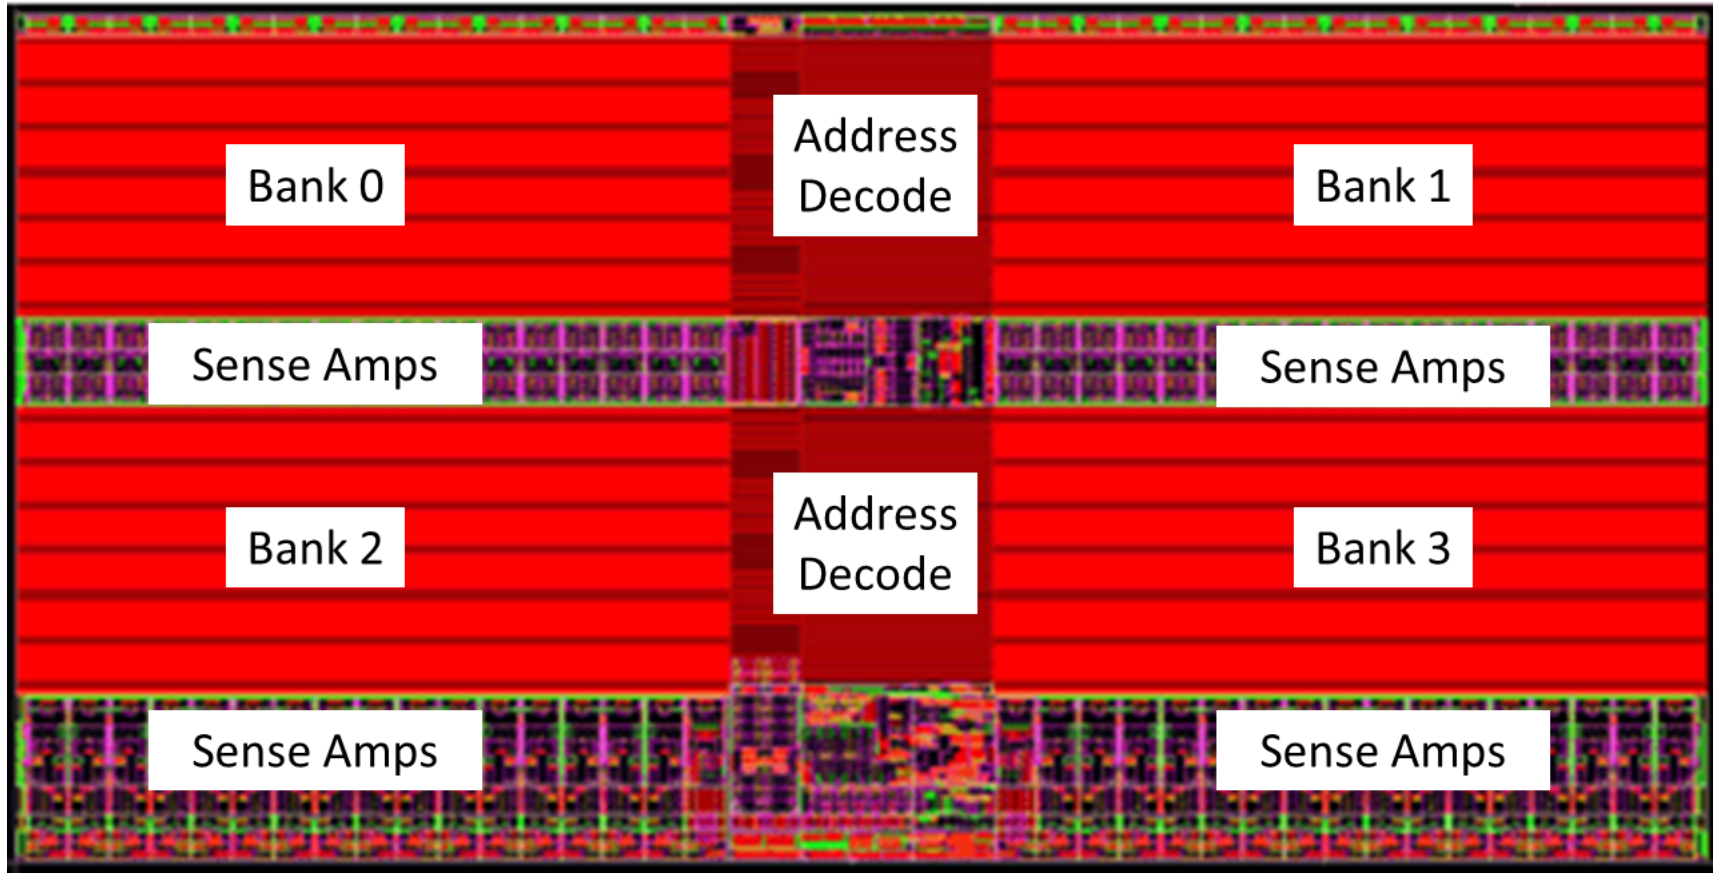 Bank 0
Address
Decode
Bank 1
Sense Amps
Sense Amps
Bank 2
Address
Decode
Bank 3
Sense Amps
Sense Amps